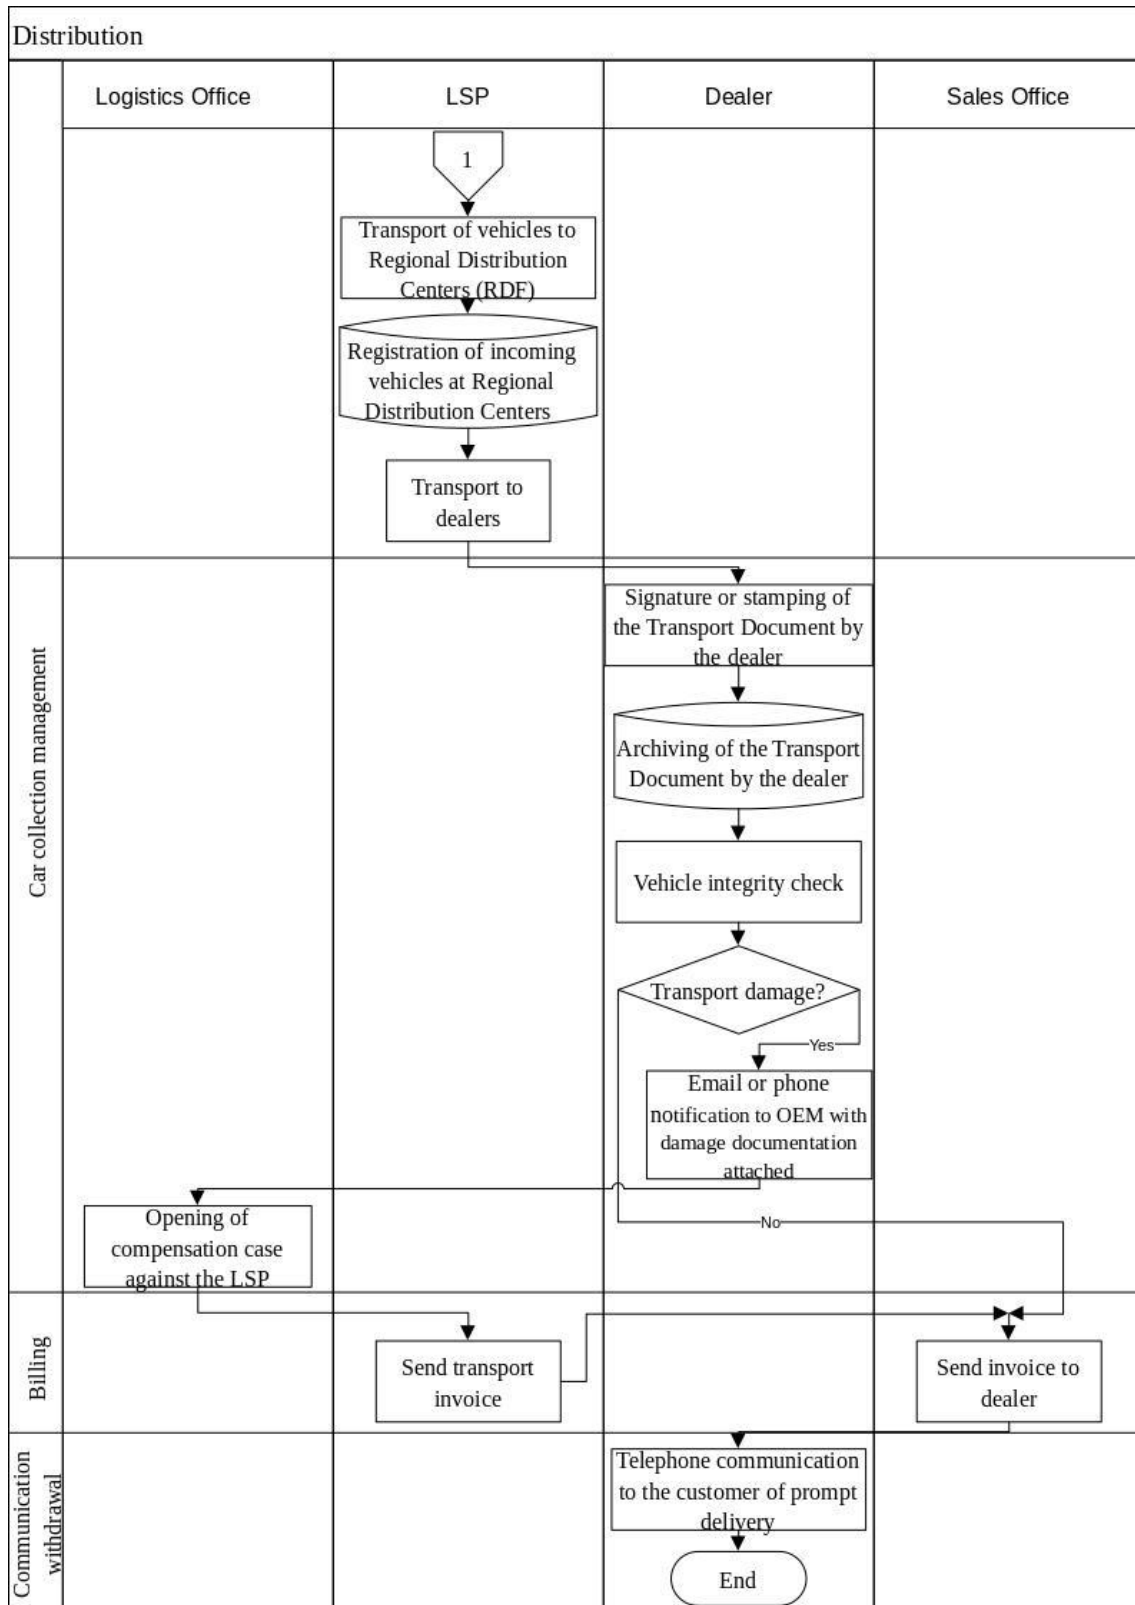 Distribution
Logistics Office
LSP
Dealer
Sales Office
1
Transport of vehicles to
Regional Distribution
Centers (RDF)
Registration of incoming
vehicles at Regional
Distribution Centers
Transport to
dealers
Car collection management
Signature or stamping of
the Transport Document by
the dealer
Archiving of the Transport
Document by the dealer
Vehicle integrity check
Transport damage?
Yes
Email or phone
notification to OEM with
damage documentation
attached
No
Opening of
compensation case
against the LSP
Billing
Send transport
invoice
Send invoice to
dealer
Communication
withdrawal
Telephone communication
to the customer of prompt
delivery
End